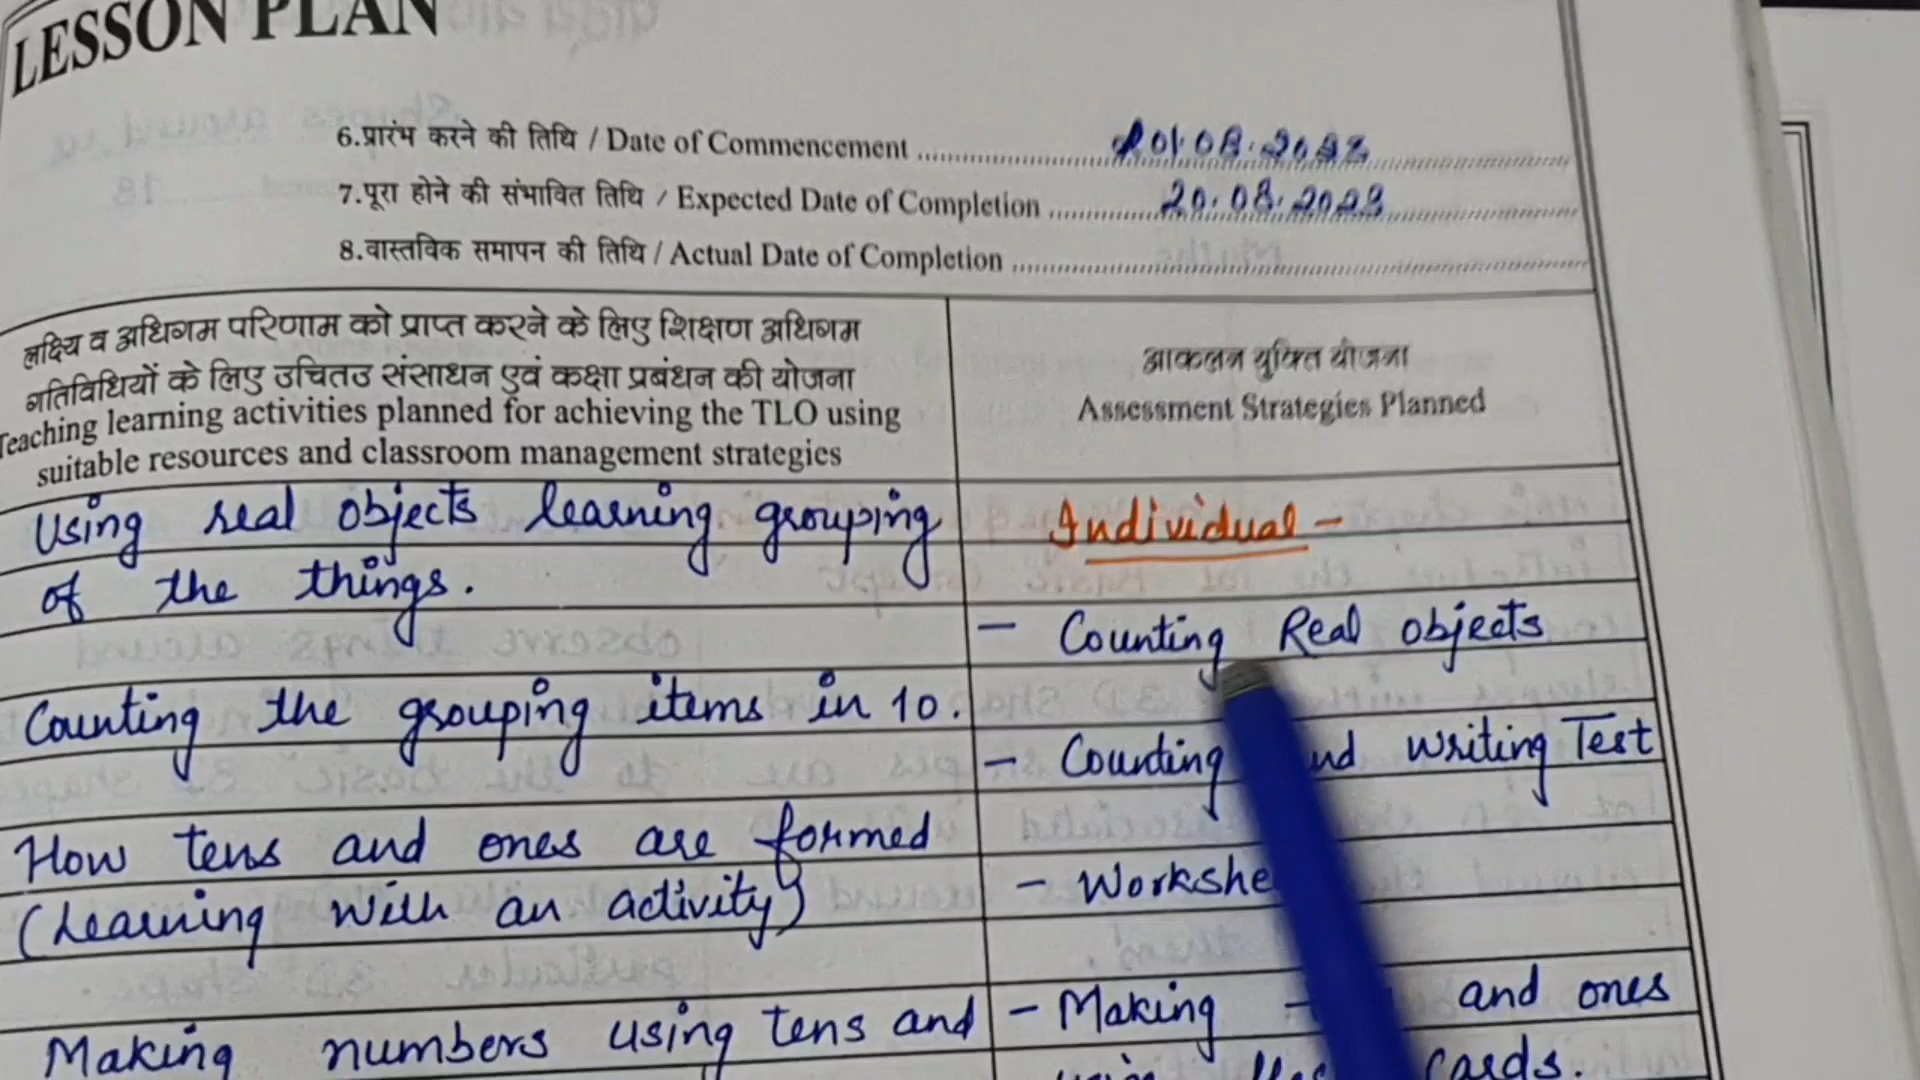 LESSON PLAN
6.प्रारंभ करने की तिथि / Date of Commencement 01.08.2023
7.पूरा होने की संभावित तिथि / Expected Date of Completion 20.08.2023
8.वास्तविक समापन की तिथि / Actual Date of Completion
लक्ष्यि व अधिगम परिणाम को प्राप्त करने के लिए शिक्षण अधिगम
गतिविधियों के लिए उचितउ संसाधन एवं कक्षा प्रबंधन की योजना
Teaching learning activities planned for achieving the TLO using
suitable resources and classroom management strategies
आकलन युक्ति योजना
Assessment Strategies Planned
Using real objects learning grouping
of the things.
Counting the grouping items in 10.
How tens and ones are formed
(Learning with an activity)
Making numbers using tens and
Individual -
- Counting Real objects
- Counting and writing Test
- Workshe
- Making and ones
cards.